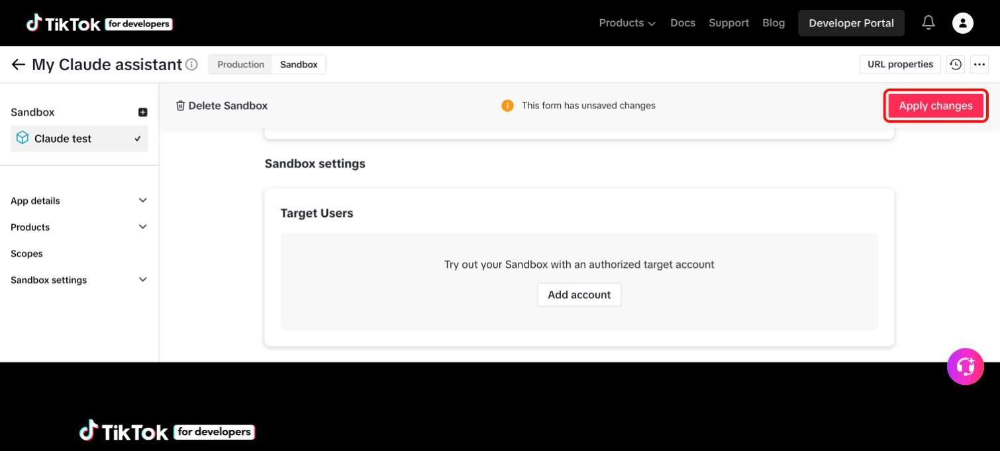 TikTok for developers
Products
Docs
Support
Blog
Developer Portal
My Claude assistant
Production
Sandbox
URL properties
Sandbox
Claude test
App details
Products
Scopes
Sandbox settings
Delete Sandbox
This form has unsaved changes
Apply changes
Sandbox settings
Target Users
Try out your Sandbox with an authorized target account
Add account
TikTok for developers